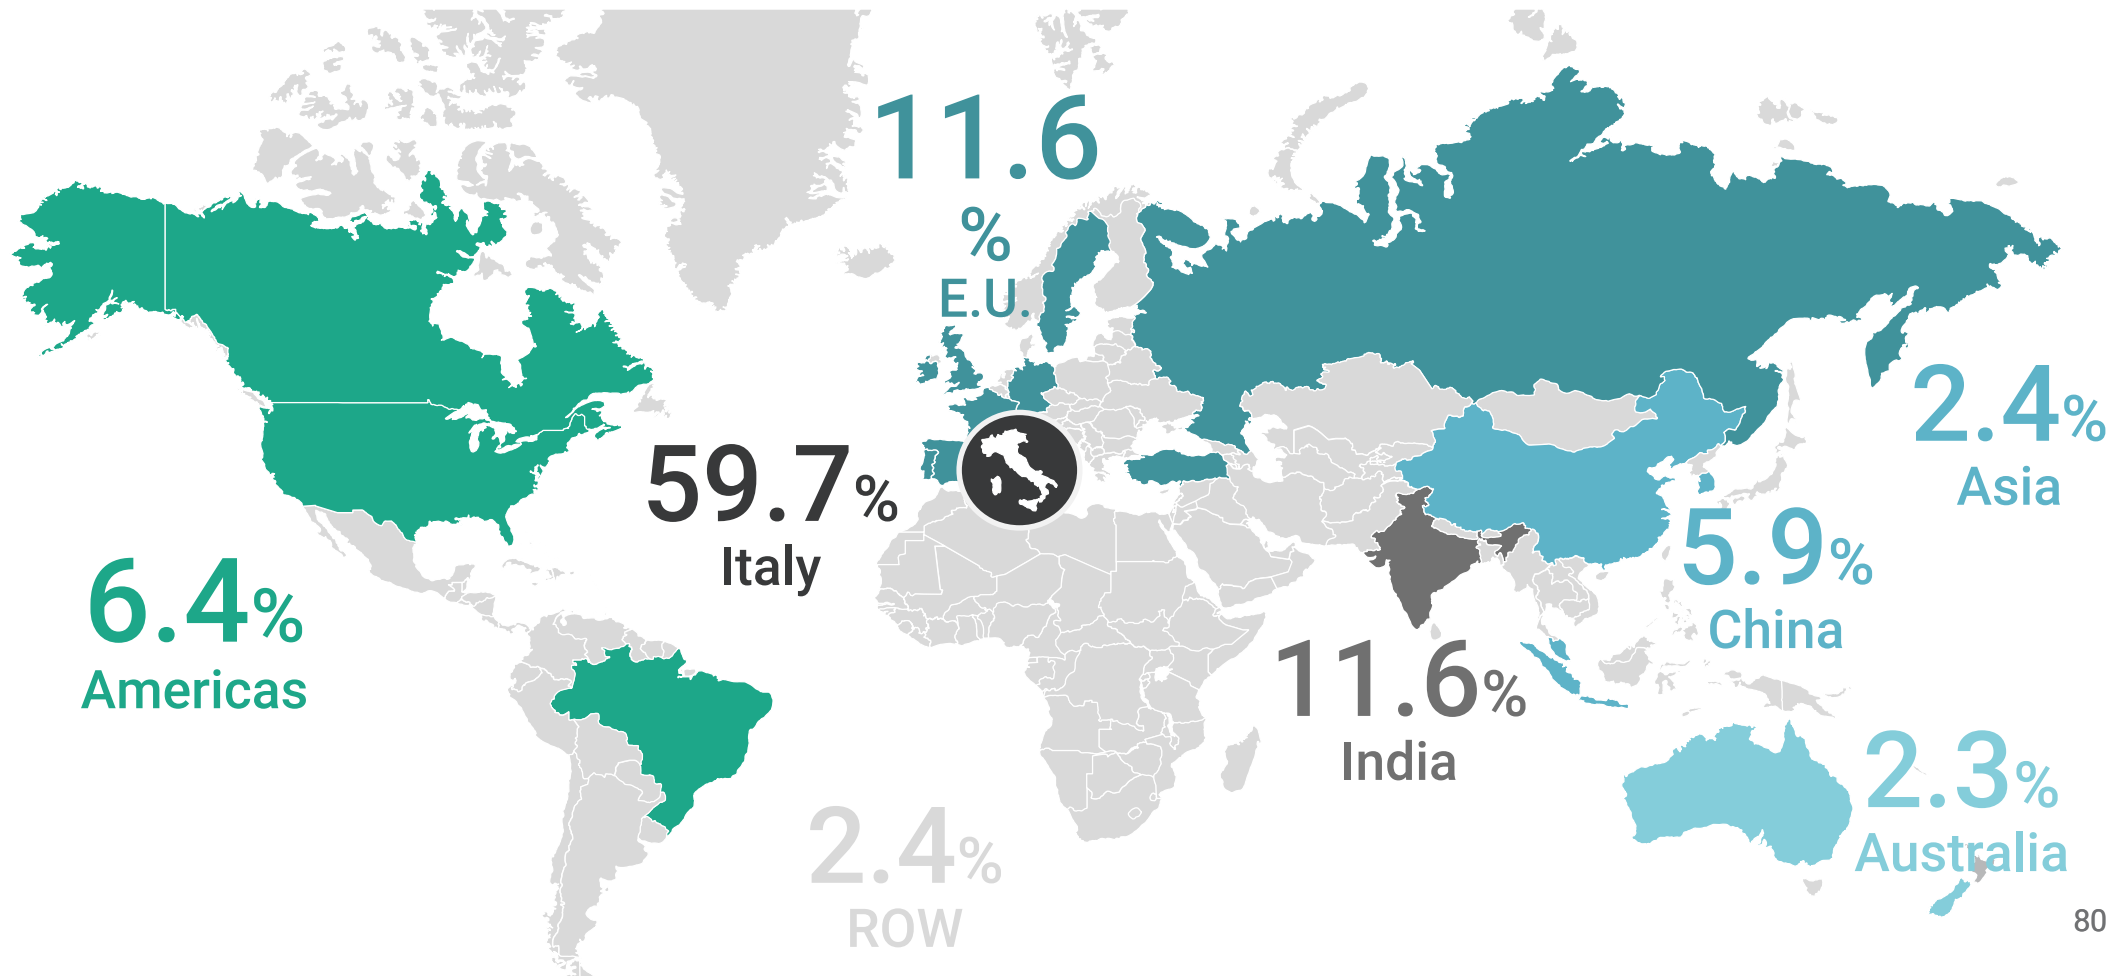 11.6
%
E.U.
2.4%
Asia
59.7%
Italy
5.9%
China
6.4%
Americas
11.6%
India
2.3%
Australia
2.4%
ROW
80